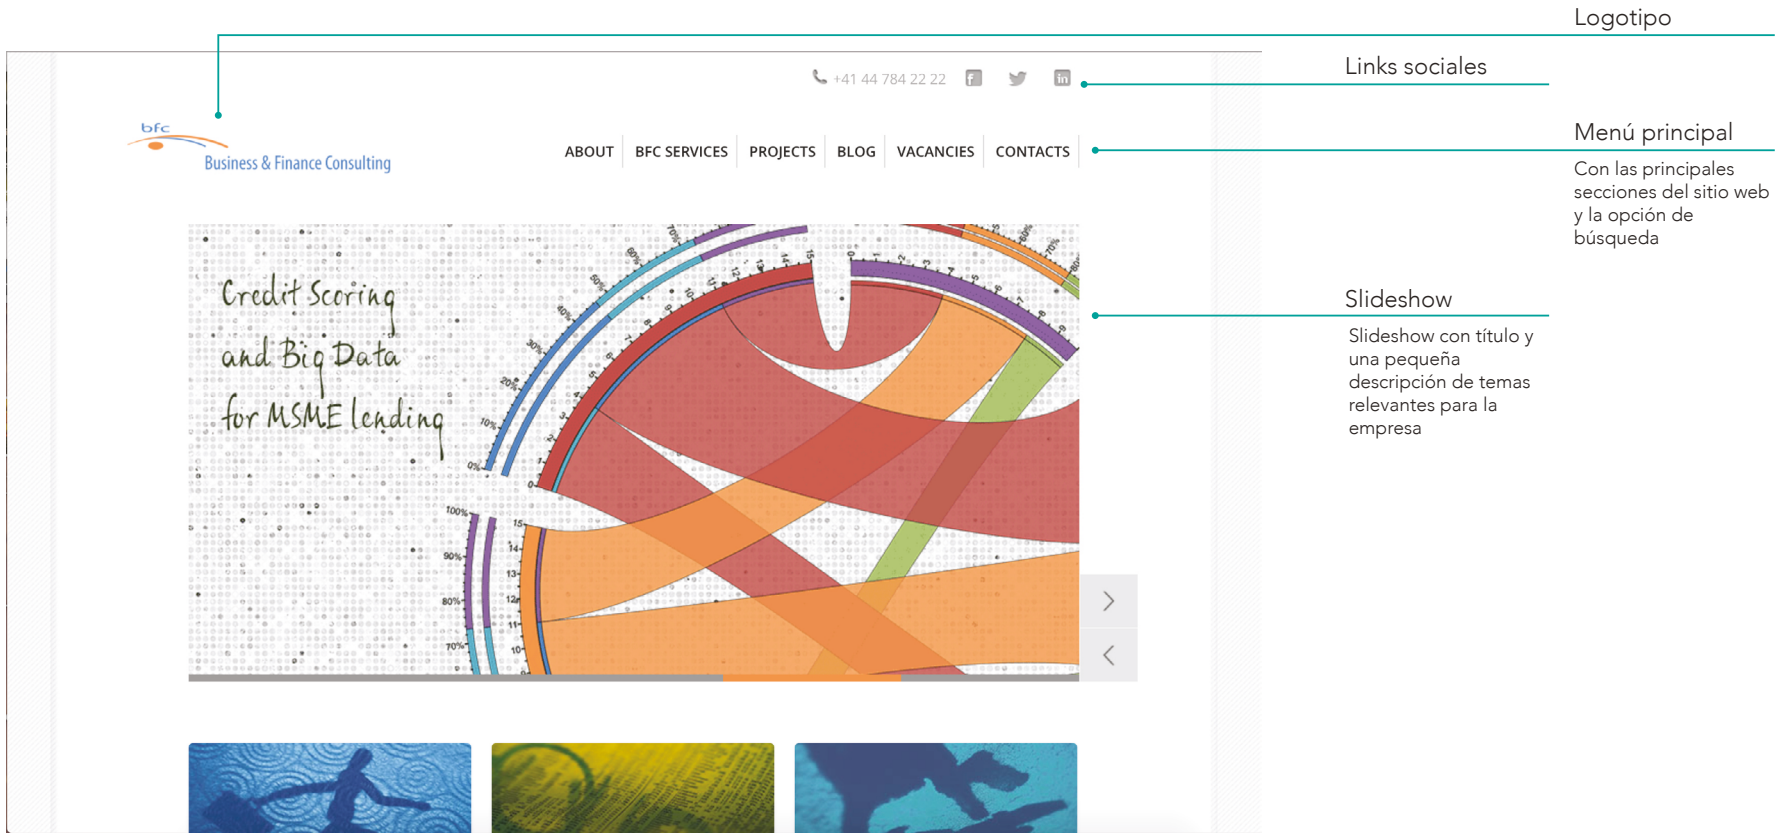 Logotipo
Links sociales
+41 44 784 22 22
bfc
Business & Finance Consulting
ABOUT
BFC SERVICES
PROJECTS
BLOG
VACANCIES
CONTACTS
Menú principal
Con las principales
secciones del sitio web
y la opción de
búsqueda
Credit Scoring
and Big Data
for MSME lending
Slideshow
Slideshow con título y
una pequeña
descripción de temas
relevantes para la
empresa